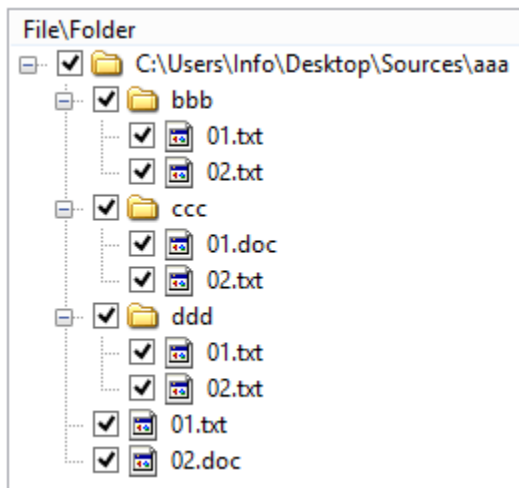 File\Folder
C:\Users\Info\Desktop\Sources\aaa
bbb
01.txt
02.txt
ccc
01.doc
02.txt
ddd
01.txt
02.txt
01.txt
02.doc